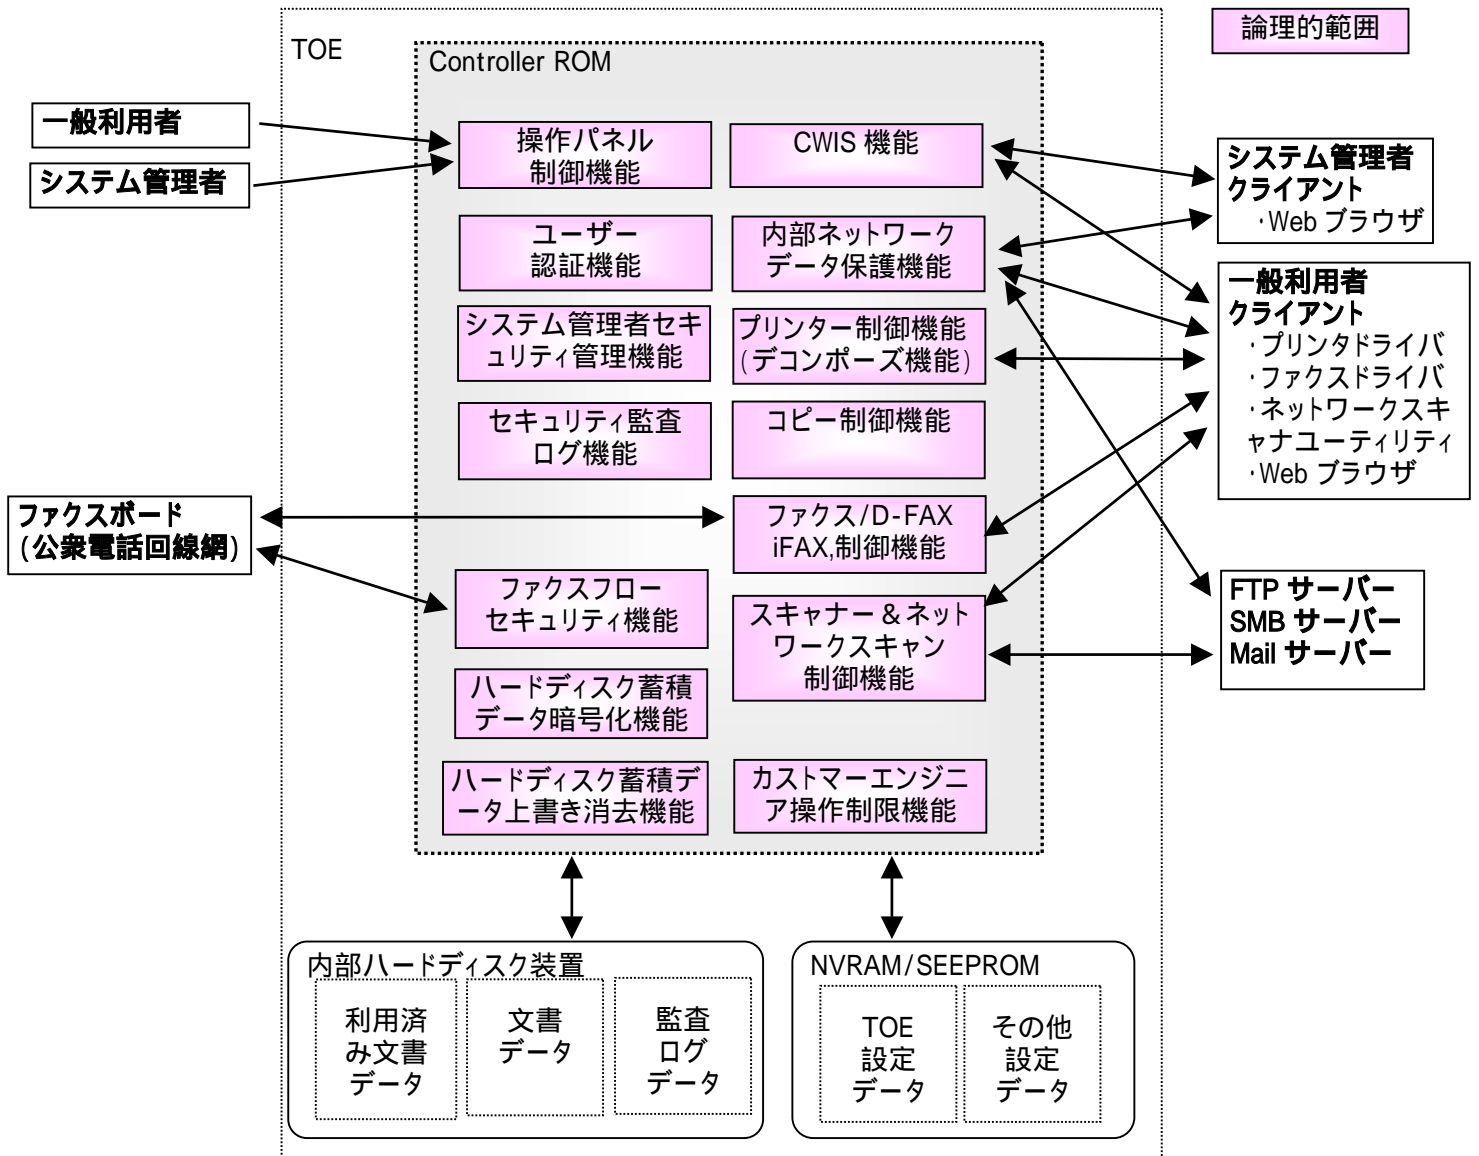 論理的範囲
TOE
Controller ROM
一般利用者
システム管理者
操作パネル
制御機能
CWIS 機能
ユーザー
認証機能
内部ネットワーク
データ保護機能
システム管理者セキ
ュリティ管理機能
プリンター制御機能
(デコンポーズ機能)
セキュリティ監査
ログ機能
コピー制御機能
ファクスボード
(公衆電話回線網)
ファクス/D-FAX
iFAX,制御機能
ファクスフロー
セキュリティ機能
スキャナー&ネット
ワークスキャン
制御機能
ハードディスク蓄積
データ暗号化機能
ハードディスク蓄積デ
ータ上書き消去機能
カストマーエンジニ
ア操作制限機能
システム管理者
クライアント
・Web ブラウザ
一般利用者
クライアント
・プリンタドライバ
・ファクスドライバ
・ネットワークスキ
ャナユーティリティ
・Web ブラウザ
FTP サーバー
SMB サーバー
Mail サーバー
内部ハードディスク装置
利用済
み文書
データ
文書
データ
監査
ログ
データ
NVRAM/SEEPROM
TOE
設定
データ
その他
設定
データ